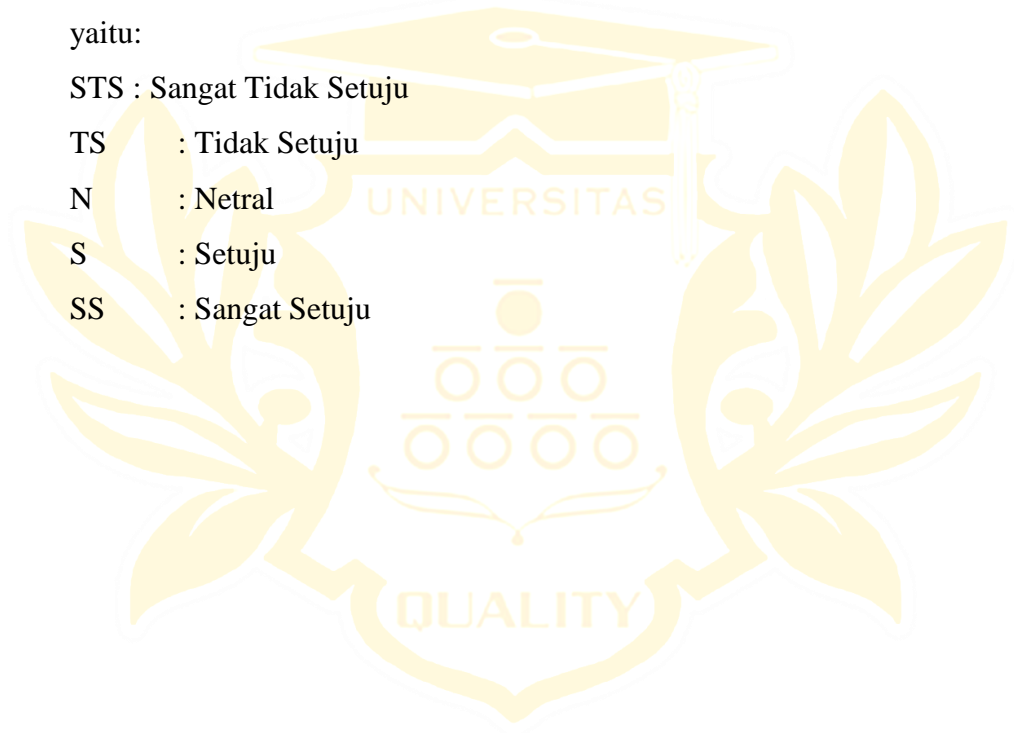 yaitu:
STS : Sangat Tidak Setuju
TS : Tidak Setuju
N : Netral
UNIVERSITAS
S : Setuju
SS : Sangat Setuju
QUALITY